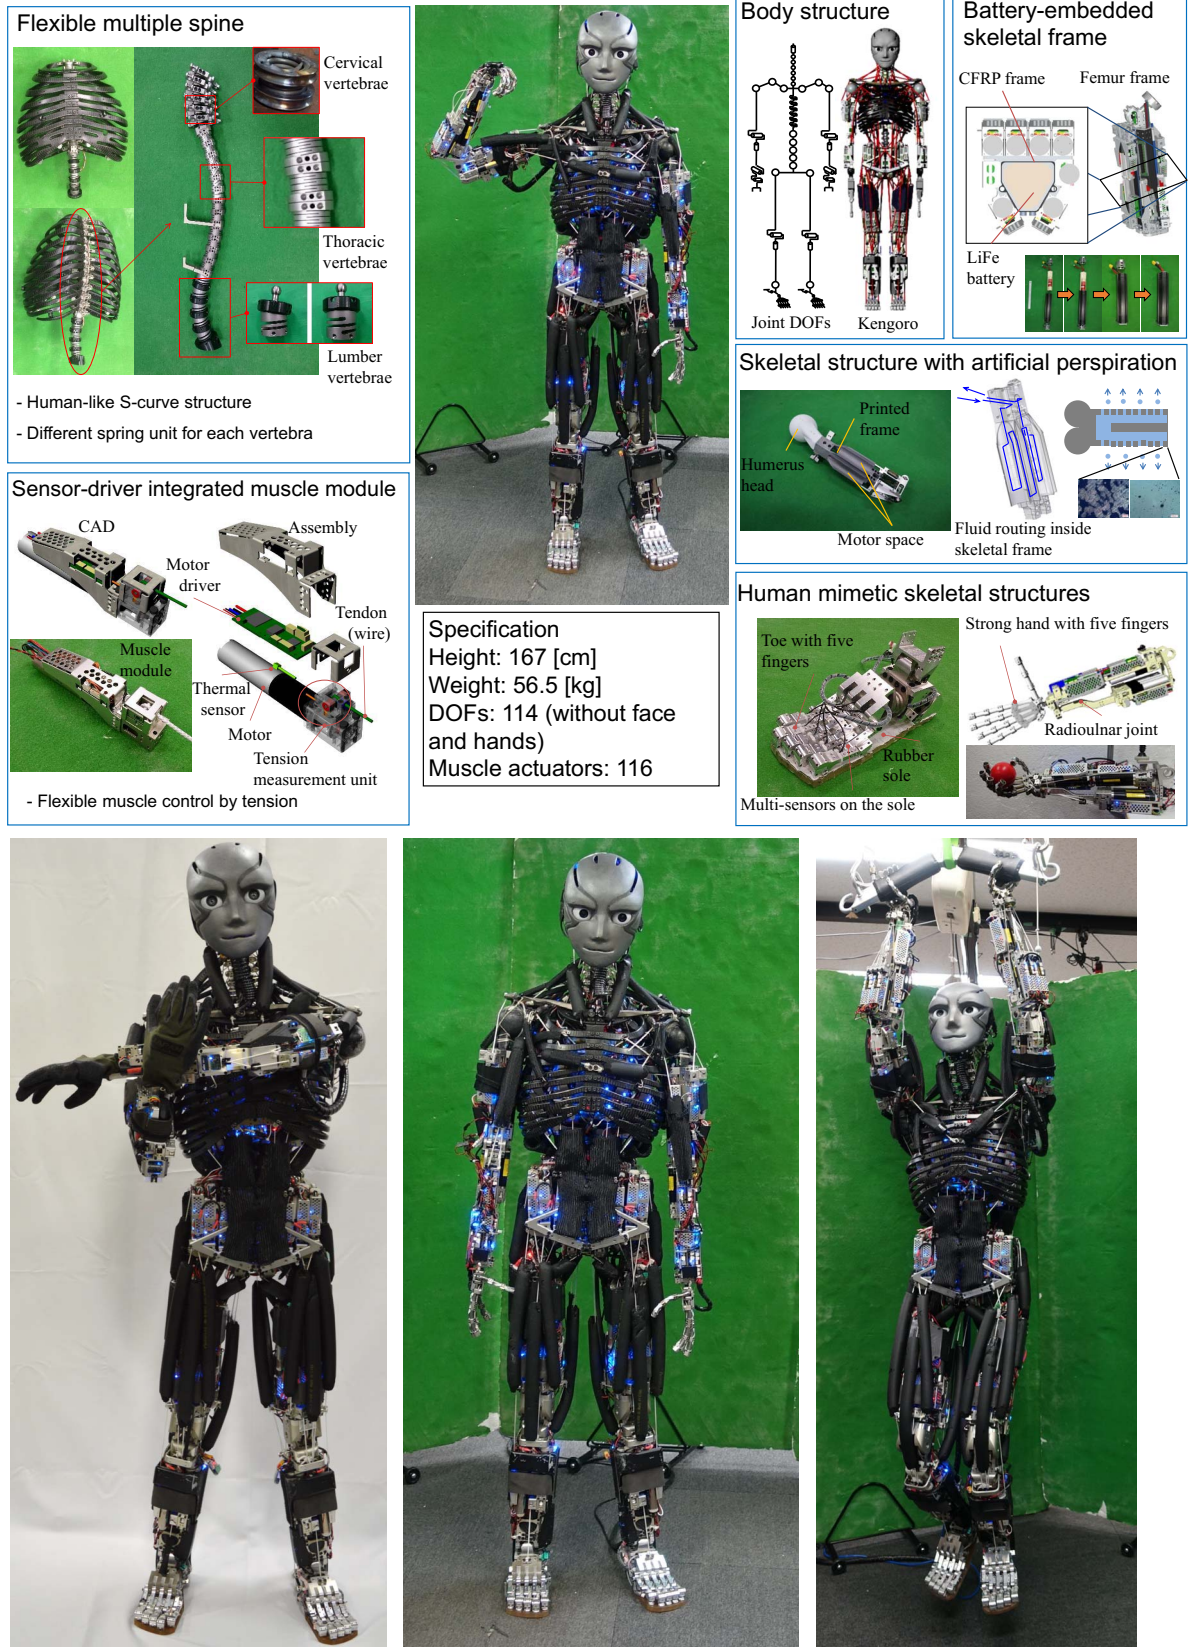 Flexible multiple spine
Cervical
vertebrae
Thoracic
vertebrae
Lumber
vertebrae
- Human-like S-curve structure
- Different spring unit for each vertebra
Sensor-driver integrated muscle module
CAD
Assembly
Motor
driver
Tendon
(wire)
Muscle
module
Thermal
sensor
Motor
Tension
measurement unit
- Flexible muscle control by tension
Specification
Height: 167 [cm]
Weight: 56.5 [kg]
DOFs: 114 (without face
and hands)
Muscle actuators: 116
Body structure
Joint DOFs
Kengoro
Battery-embedded
skeletal frame
CFRP frame
Femur frame
LiFe
battery
Skeletal structure with artificial perspiration
Printed
frame
Humerus
head
Motor space
Fluid routing inside
skeletal frame
Human mimetic skeletal structures
Toe with five
fingers
Rubber
sole
Multi-sensors on the sole
Strong hand with five fingers
Radioulnar joint